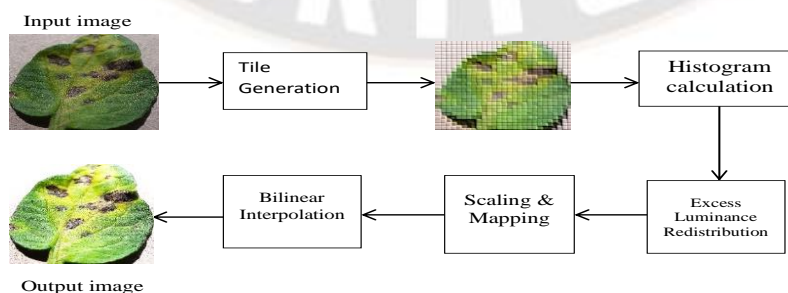 Input image
Tile
Generation
Histogram
calculation
Excess
Luminance
Redistribution
Scaling &
Mapping
Bilinear
Interpolation
Output image